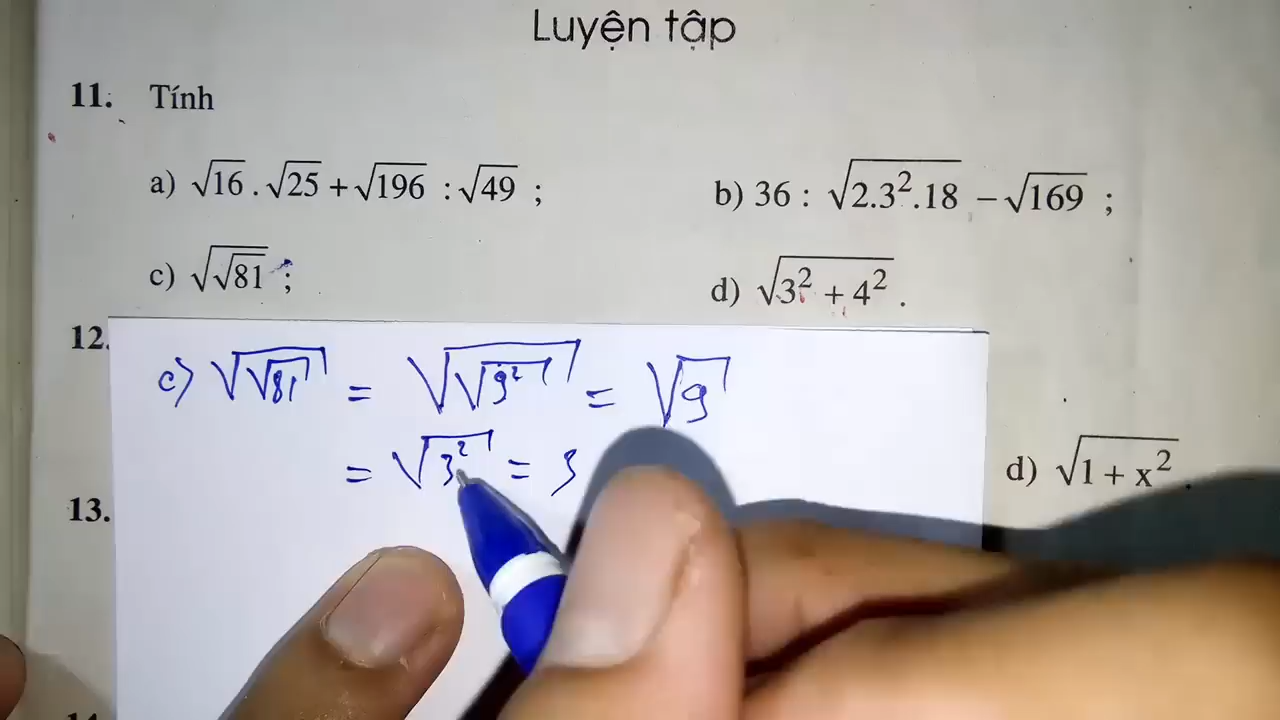 Luyện tập
11. Tính
a) √16 . √25 + √196 : √49 ;
b) 36 : √(2.3².18) − √169 ;
c) √(√81) ;
d) √(3² + 4²) .
12.
c) √(√81) = √(√(9²)) = √9
= √(3²) = 3
d) √(1 + x²) .
13.